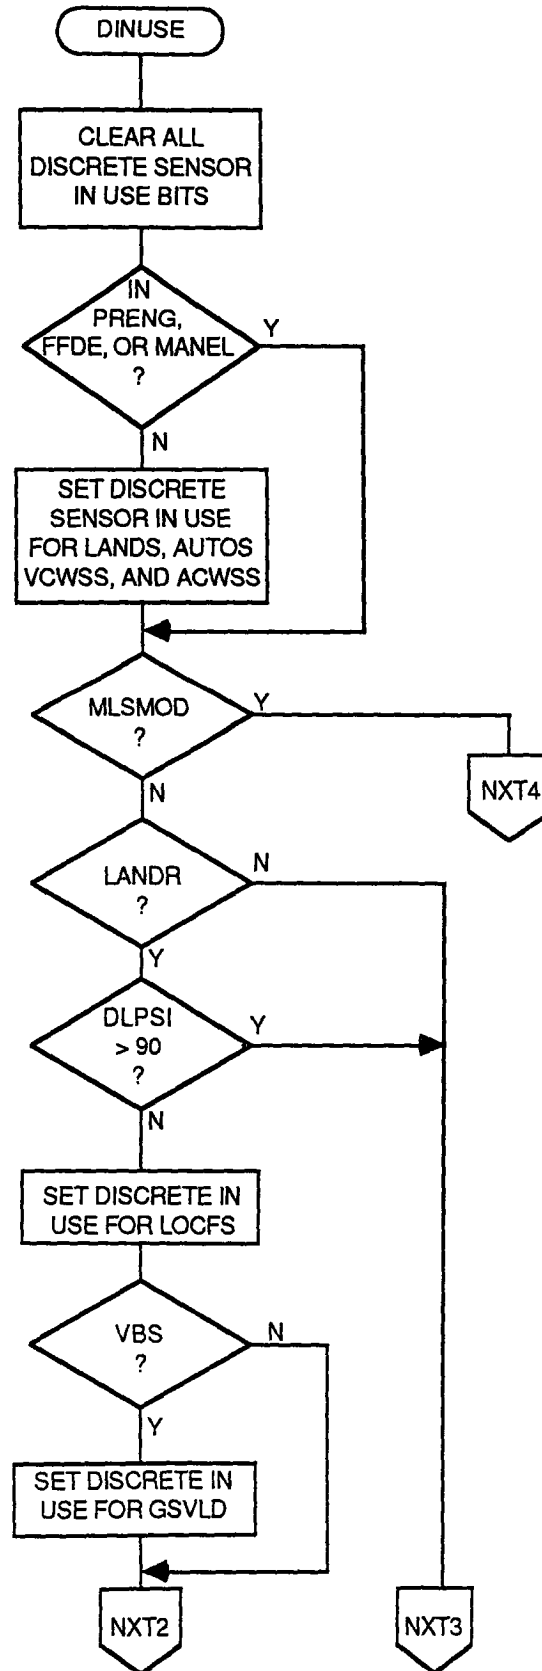 DINUSE
CLEAR ALL
DISCRETE SENSOR
IN USE BITS
IN
PRENG,
FFDE, OR MANEL
?
Y
N
SET DISCRETE
SENSOR IN USE
FOR LANDS, AUTOS
VCWSS, AND ACWSS
MLSMOD
?
Y
N
NXT4
LANDR
?
N
Y
DLPSI
> 90
?
Y
N
SET DISCRETE IN
USE FOR LOCFS
VBS
?
N
Y
SET DISCRETE IN
USE FOR GSVLD
NXT2
NXT3